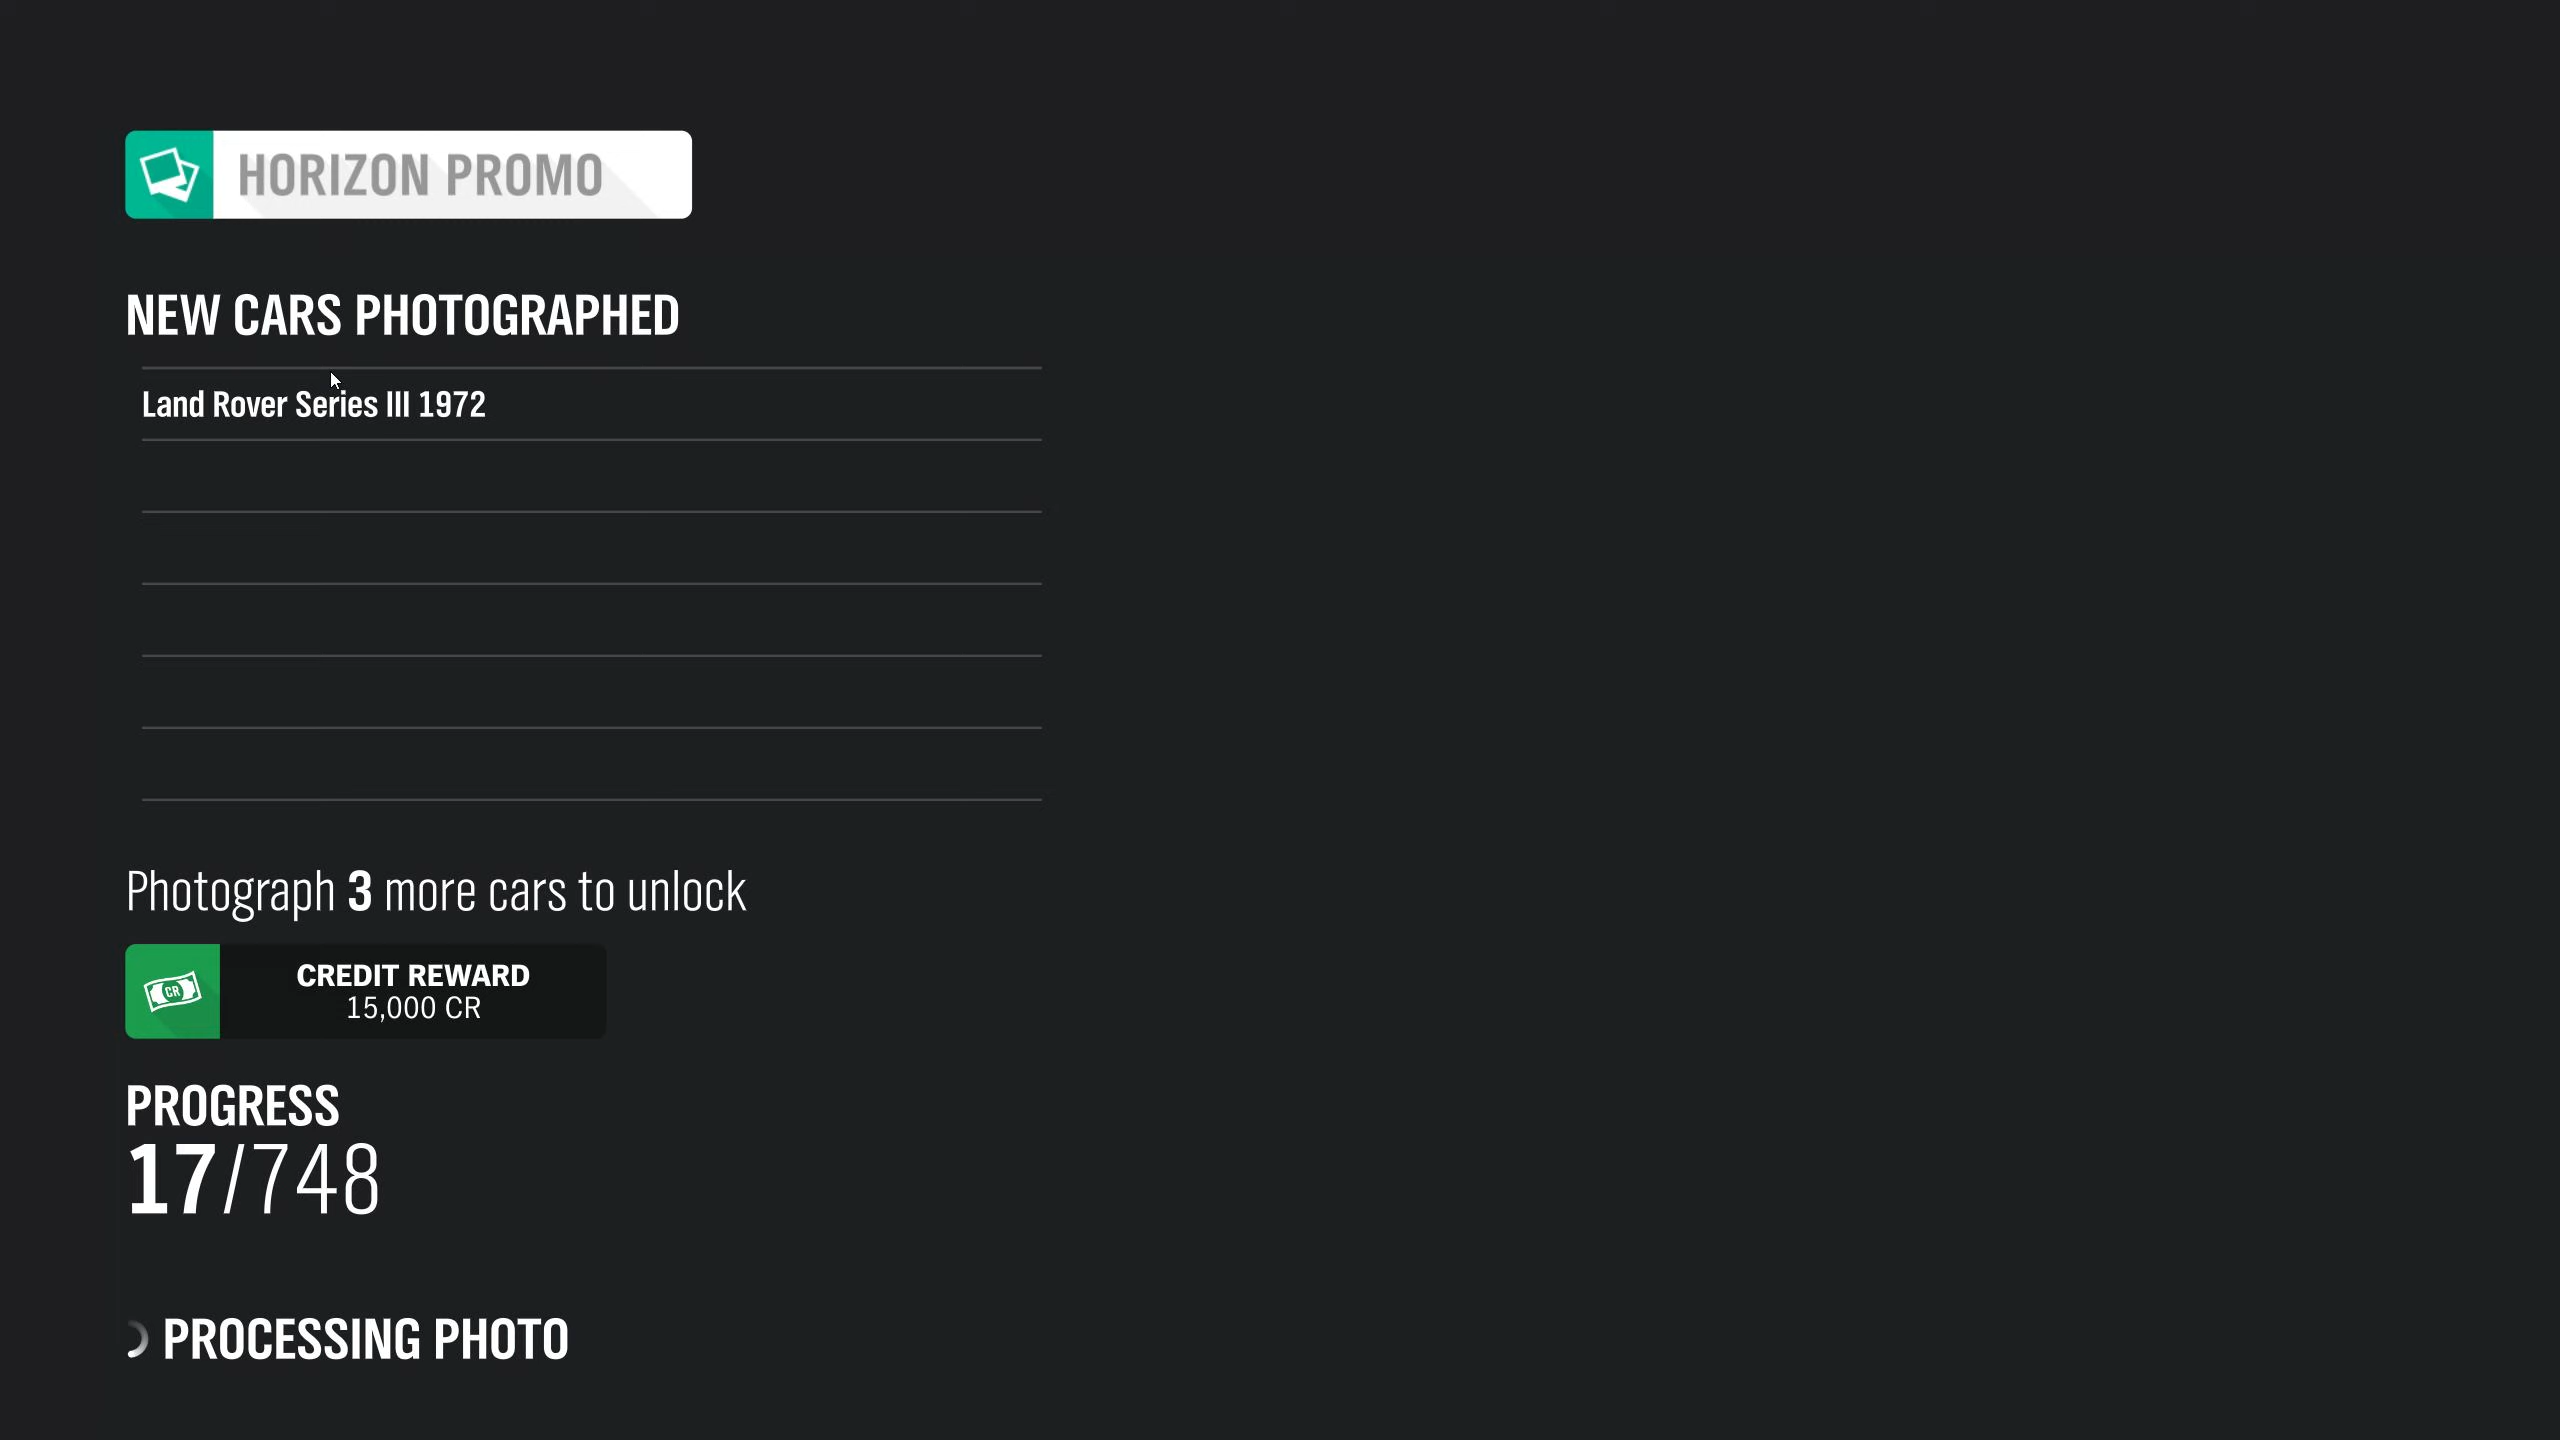 HORIZON PROMO
NEW CARS PHOTOGRAPHED
Land Rover Series III 1972
Photograph 3 more cars to unlock
CR
CREDIT REWARD
15,000 CR
PROGRESS
17/748
PROCESSING PHOTO